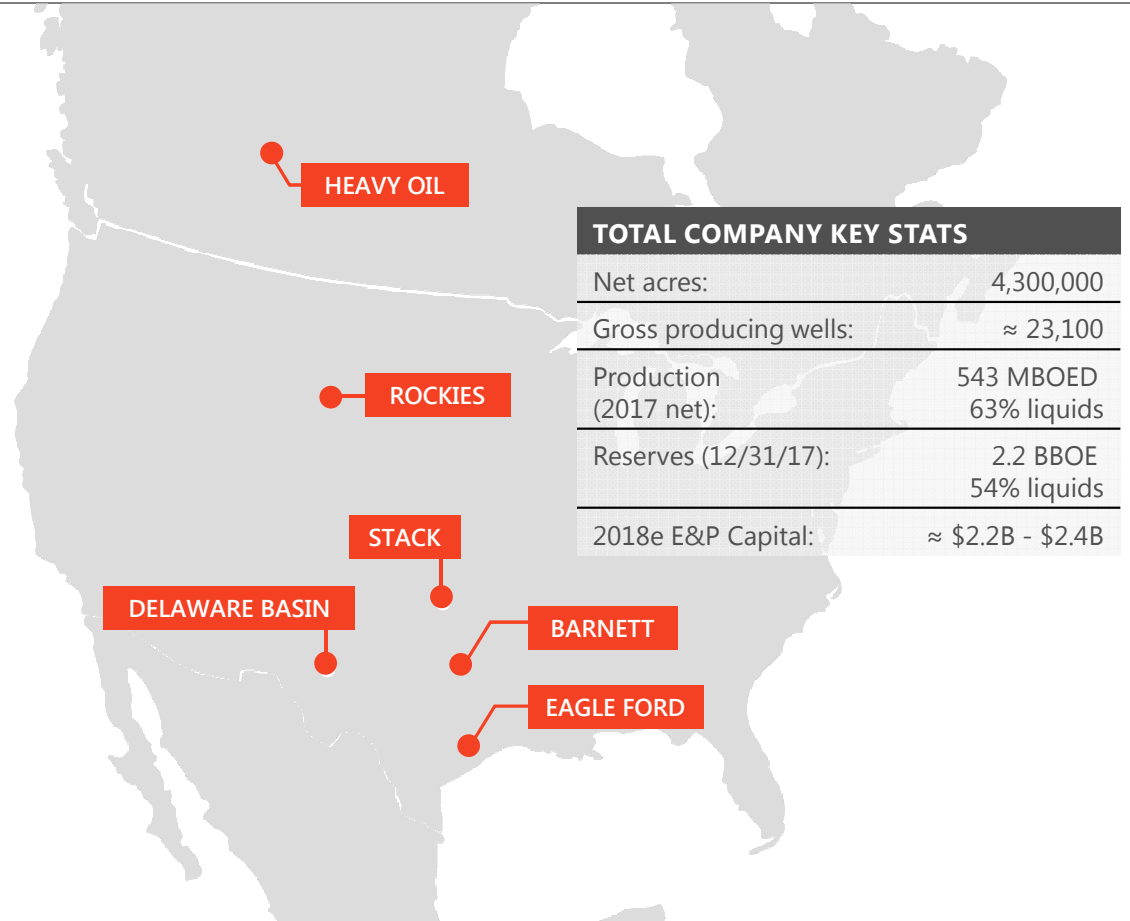 HEAVY OIL
TOTAL COMPANY KEY STATS
Net acres: 4,300,000
Gross producing wells: ≈ 23,100
Production 543 MBOED
(2017 net): 63% liquids
ROCKIES
Reserves (12/31/17): 2.2 BBOE
54% liquids
2018e E&P Capital: ≈ $2.2B - $2.4B
STACK
DELAWARE BASIN
BARNETT
EAGLE FORD